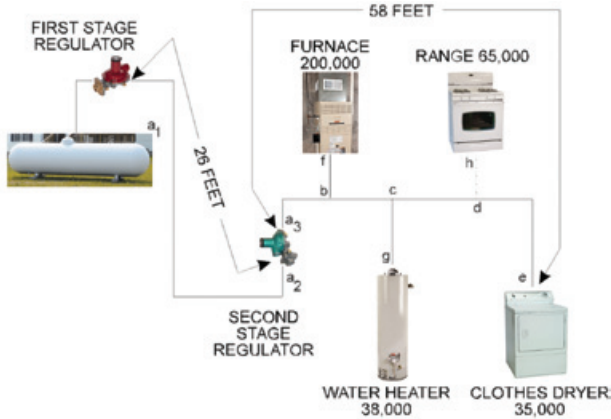 58 FEET
FIRST STAGE
REGULATOR
FURNACE
200,000
RANGE 65,000
a1
26 FEET
f
h
b
c
d
a3
a2
g
e
SECOND
STAGE
REGULATOR
WATER HEATER
38,000
CLOTHES DRYER:
35,000